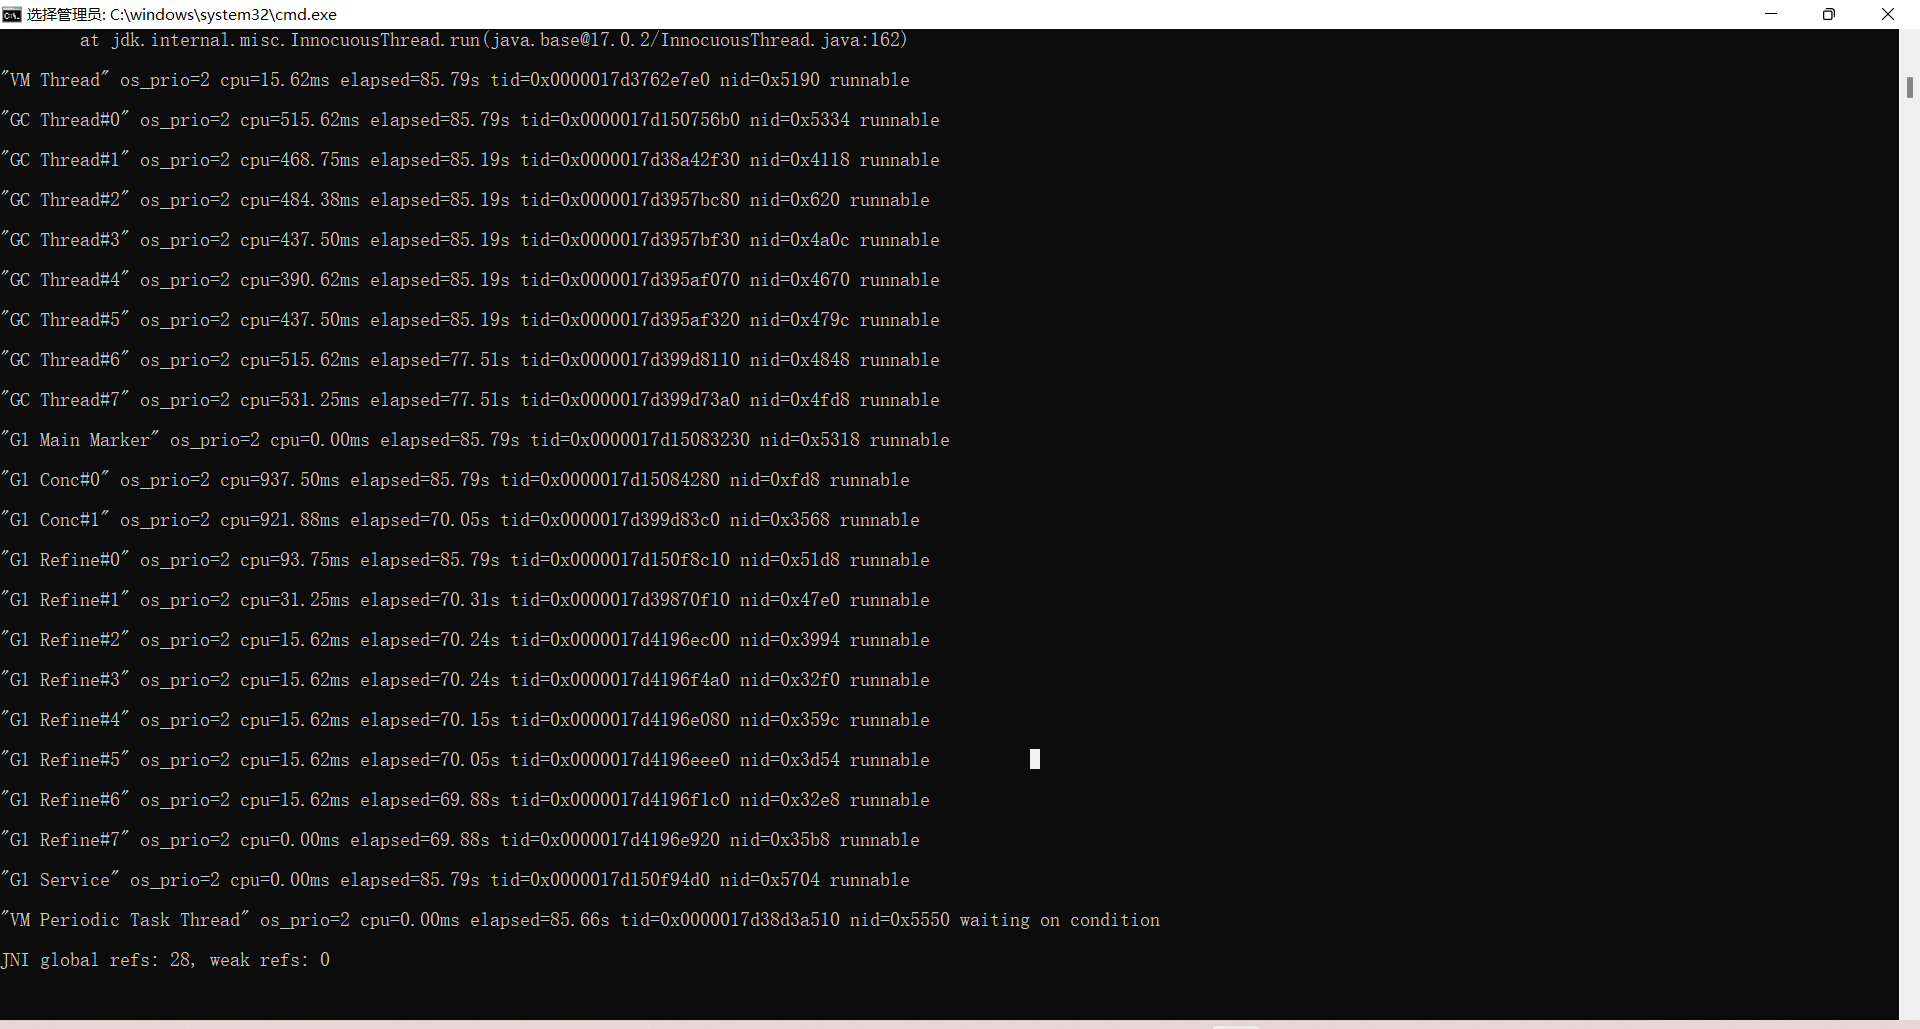 选择管理员: C:\windows\system32\cmd.exe
at jdk.internal.misc.InnocuousThread.run(java.base@17.0.2/InnocuousThread.java:162)
"VM Thread" os_prio=2 cpu=15.62ms elapsed=85.79s tid=0x0000017d3762e7e0 nid=0x5190 runnable
"GC Thread#0" os_prio=2 cpu=515.62ms elapsed=85.79s tid=0x0000017d150756b0 nid=0x5334 runnable
"GC Thread#1" os_prio=2 cpu=468.75ms elapsed=85.19s tid=0x0000017d38a42f30 nid=0x4118 runnable
"GC Thread#2" os_prio=2 cpu=484.38ms elapsed=85.19s tid=0x0000017d3957bc80 nid=0x620 runnable
"GC Thread#3" os_prio=2 cpu=437.50ms elapsed=85.19s tid=0x0000017d3957bf30 nid=0x4a0c runnable
"GC Thread#4" os_prio=2 cpu=390.62ms elapsed=85.19s tid=0x0000017d395af070 nid=0x4670 runnable
"GC Thread#5" os_prio=2 cpu=437.50ms elapsed=85.19s tid=0x0000017d395af320 nid=0x479c runnable
"GC Thread#6" os_prio=2 cpu=515.62ms elapsed=77.51s tid=0x0000017d399d8110 nid=0x4848 runnable
"GC Thread#7" os_prio=2 cpu=531.25ms elapsed=77.51s tid=0x0000017d399d73a0 nid=0x4fd8 runnable
"G1 Main Marker" os_prio=2 cpu=0.00ms elapsed=85.79s tid=0x0000017d15083230 nid=0x5318 runnable
"G1 Conc#0" os_prio=2 cpu=937.50ms elapsed=85.79s tid=0x0000017d15084280 nid=0xfd8 runnable
"G1 Conc#1" os_prio=2 cpu=921.88ms elapsed=70.05s tid=0x0000017d399d83c0 nid=0x3568 runnable
"G1 Refine#0" os_prio=2 cpu=93.75ms elapsed=85.79s tid=0x0000017d150f8c10 nid=0x51d8 runnable
"G1 Refine#1" os_prio=2 cpu=31.25ms elapsed=70.31s tid=0x0000017d39870f10 nid=0x47e0 runnable
"G1 Refine#2" os_prio=2 cpu=15.62ms elapsed=70.24s tid=0x0000017d4196ec00 nid=0x3994 runnable
"G1 Refine#3" os_prio=2 cpu=15.62ms elapsed=70.24s tid=0x0000017d4196f4a0 nid=0x32f0 runnable
"G1 Refine#4" os_prio=2 cpu=15.62ms elapsed=70.15s tid=0x0000017d4196e080 nid=0x359c runnable
"G1 Refine#5" os_prio=2 cpu=15.62ms elapsed=70.05s tid=0x0000017d4196eee0 nid=0x3d54 runnable
"G1 Refine#6" os_prio=2 cpu=15.62ms elapsed=69.88s tid=0x0000017d4196f1c0 nid=0x32e8 runnable
"G1 Refine#7" os_prio=2 cpu=0.00ms elapsed=69.88s tid=0x0000017d4196e920 nid=0x35b8 runnable
"G1 Service" os_prio=2 cpu=0.00ms elapsed=85.79s tid=0x0000017d150f94d0 nid=0x5704 runnable
"VM Periodic Task Thread" os_prio=2 cpu=0.00ms elapsed=85.66s tid=0x0000017d38d3a510 nid=0x5550 waiting on condition
JNI global refs: 28, weak refs: 0